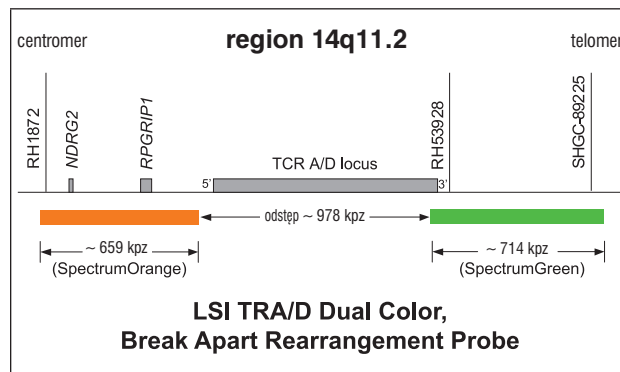 centromer
region 14q11.2
telomer
RH1872
NDRG2
RPGRIP1
RH53928
SHGC-89225
TCR A/D locus
5'
3'
odstęp ~ 978 kpz
~ 659 kpz
(SpectrumOrange)
~ 714 kpz
(SpectrumGreen)
LSI TRA/D Dual Color,
Break Apart Rearrangement Probe